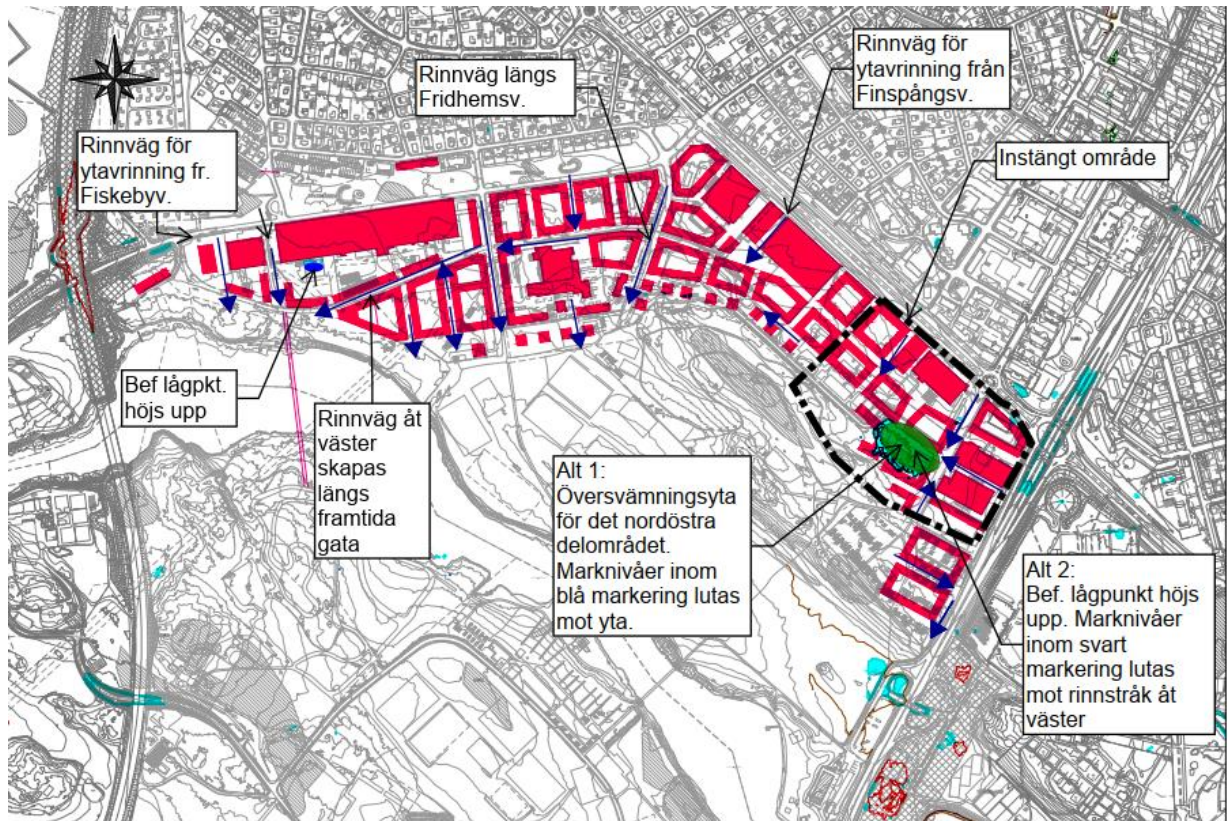 Rinnväg för
ytavrinning fr.
Fiskebyv.
Rinnväg längs
Fridhemsv.
Rinnväg för
ytavrinning från
Finspångsv.
Instängt område
Bef lågpkt.
höjs upp
Rinnväg åt
väster
skapas
längs
framtida
gata
Alt 1:
Översvämningsyta
för det nordöstra
delområdet.
Marknivåer inom
blå markering lutas
mot yta.
Alt 2:
Bef. lågpunkt höjs
upp. Marknivåer
inom svart
markering lutas
mot rinnstråk åt
väster